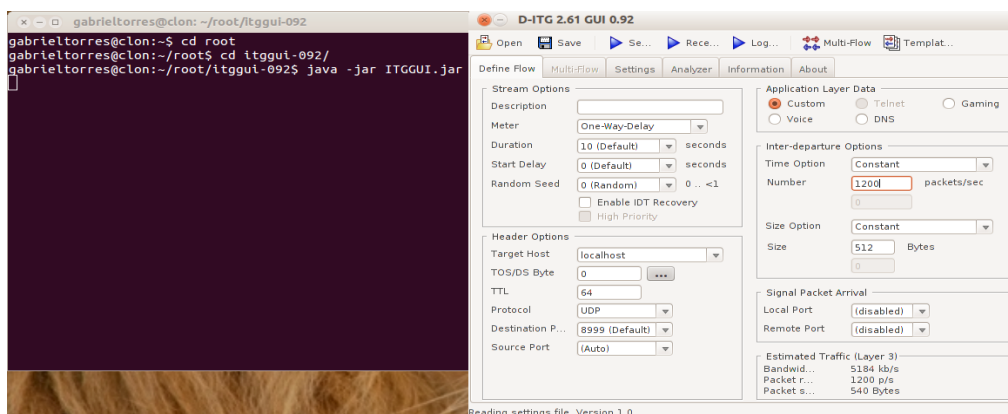 gabrieltorres@clon: ~/root/itggui-092
gabrieltorres@clon:~$ cd root
gabrieltorres@clon:~/root$ cd itggui-092/
gabrieltorres@clon:~/root/itggui-092$ java -jar ITGGUI.jar
D-ITG 2.61 GUI 0.92
Open Save Se... Rece... Log... Multi-Flow Templat...
Define Flow Multi-Flow Settings Analyzer Information About
Stream Options
Description
Meter One-Way-Delay
Duration 10 (Default) seconds
Start Delay 0 (Default) seconds
Random Seed 0 (Random) 0 .. <1
Enable IDT Recovery
High Priority
Header Options
Target Host localhost
TOS/DS Byte 0 ...
TTL 64
Protocol UDP
Destination P... 8999 (Default)
Source Port (Auto)
Application Layer Data
Custom Telnet Gaming
Voice DNS
Inter-departure Options
Time Option Constant
Number 1200 packets/sec
0
Size Option Constant
Size 512 Bytes
0
Signal Packet Arrival
Local Port (disabled)
Remote Port (disabled)
Estimated Traffic (Layer 3)
Bandwid... 5184 kb/s
Packet r... 1200 p/s
Packet s... 540 Bytes
Reading settings file. Version 1.0